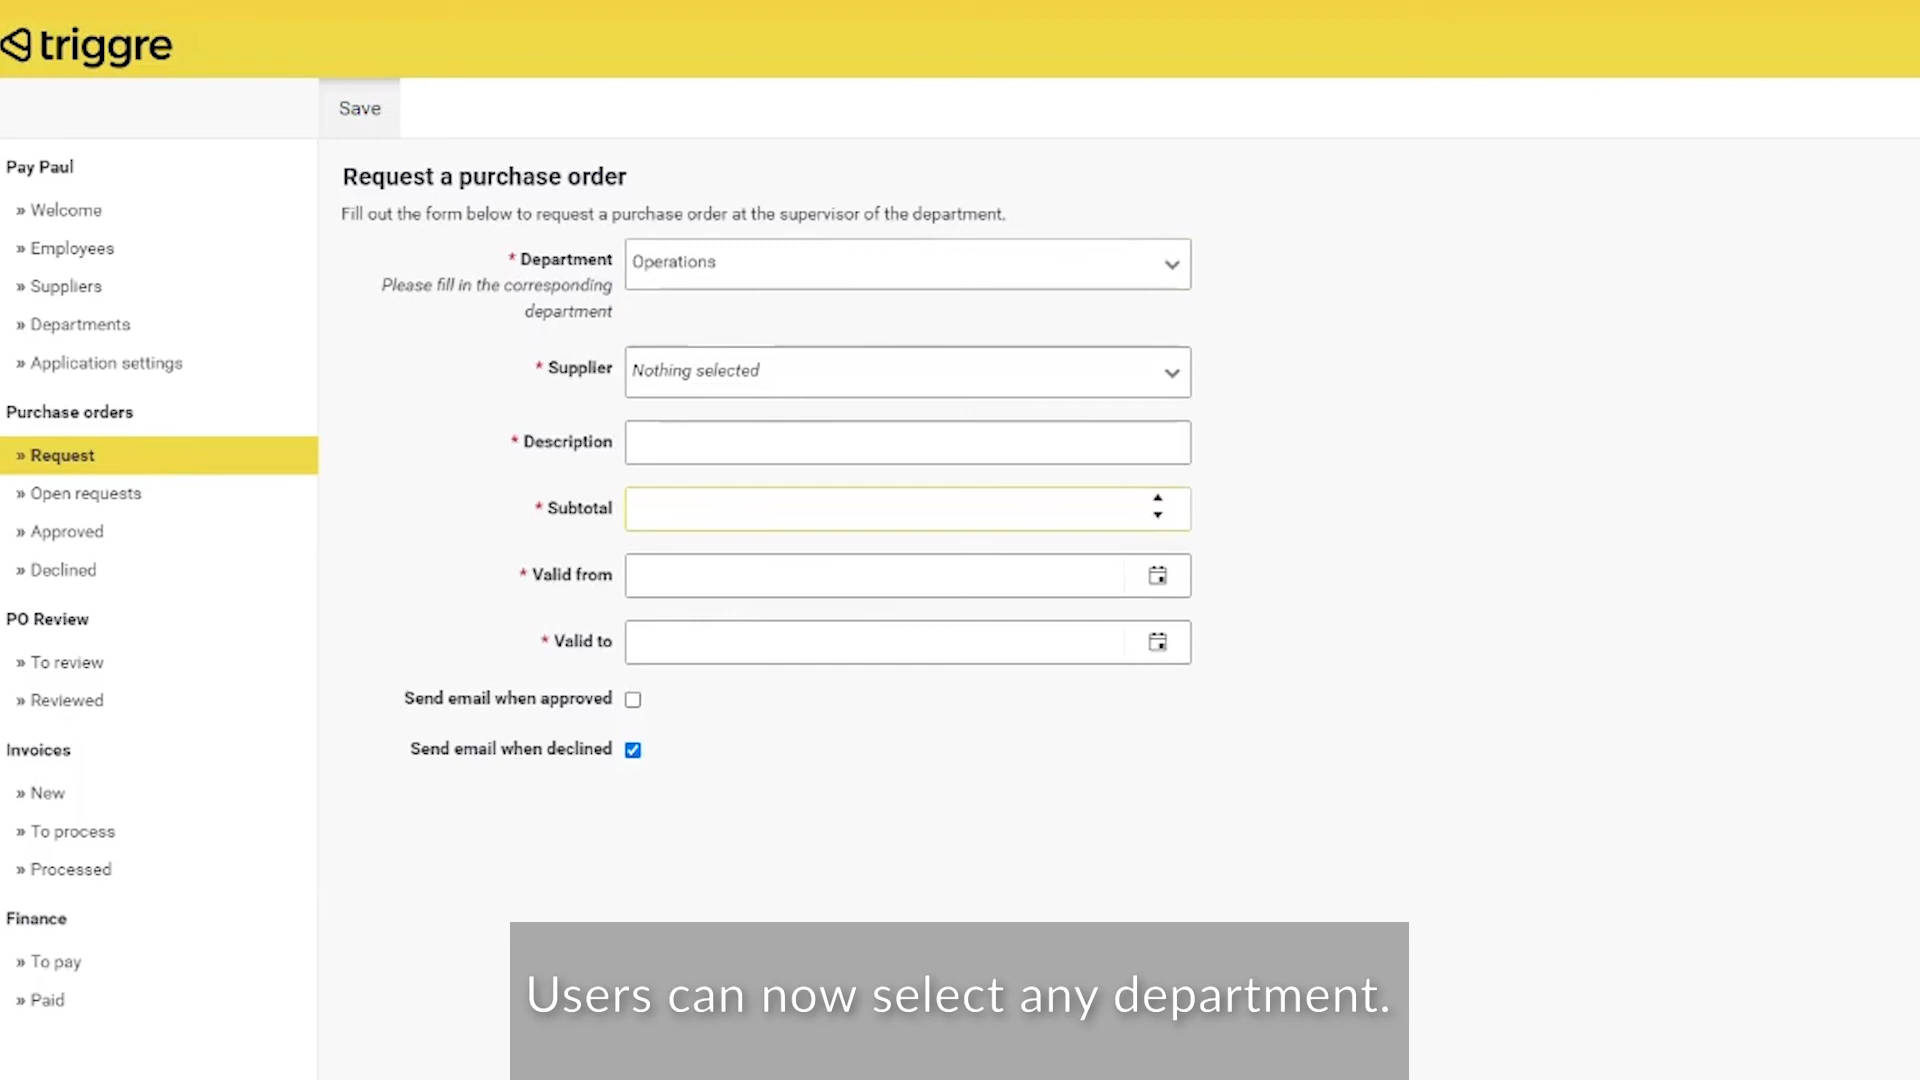 triggre
Save
Pay Paul
» Welcome
» Employees
» Suppliers
» Departments
» Application settings
Purchase orders
» Request
» Open requests
» Approved
» Declined
PO Review
» To review
» Reviewed
Invoices
» New
» To process
» Processed
Finance
» To pay
» Paid
Request a purchase order
Fill out the form below to request a purchase order at the supervisor of the department.
* Department
Please fill in the corresponding
department
Operations
* Supplier
Nothing selected
* Description
* Subtotal
* Valid from
* Valid to
Send email when approved
Send email when declined
Users can now select any department.